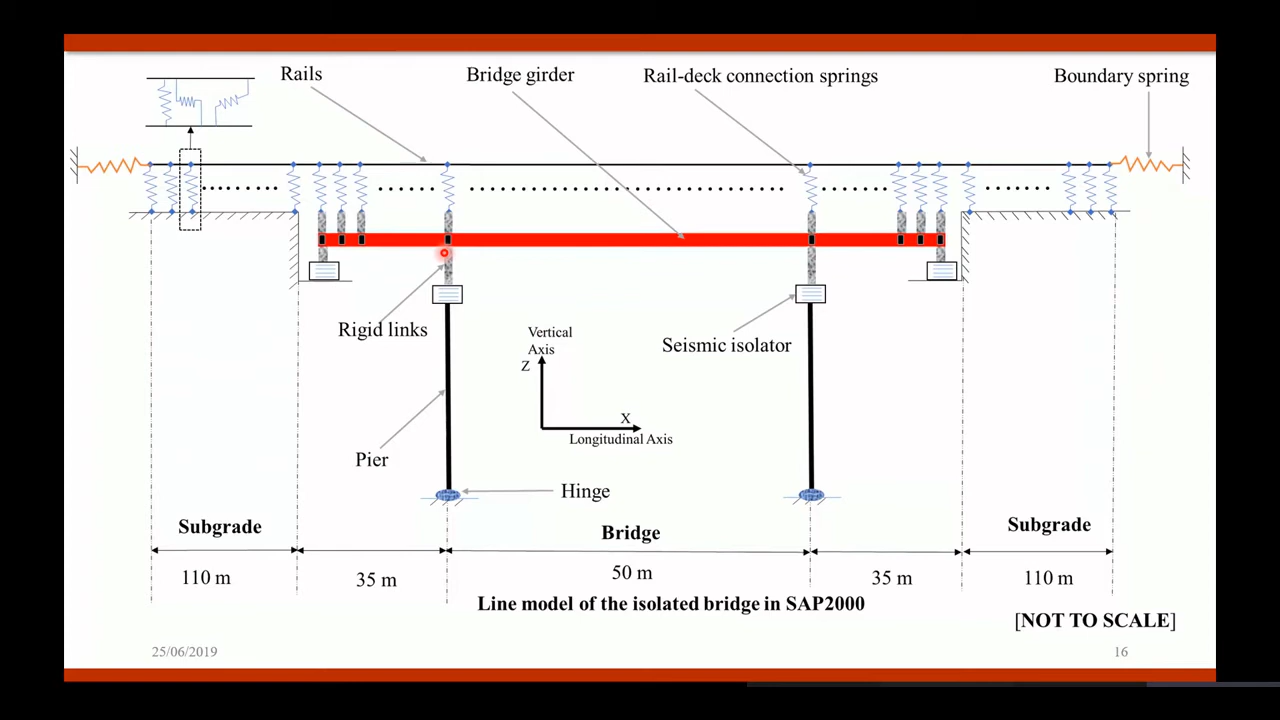 Rails
Bridge girder
Rail-deck connection springs
Boundary spring
Rigid links
Vertical
Axis
Z
X
Longitudinal Axis
Seismic isolator
Pier
Hinge
Subgrade
Bridge
Subgrade
110 m
35 m
50 m
35 m
110 m
Line model of the isolated bridge in SAP2000
[NOT TO SCALE]
25/06/2019
16